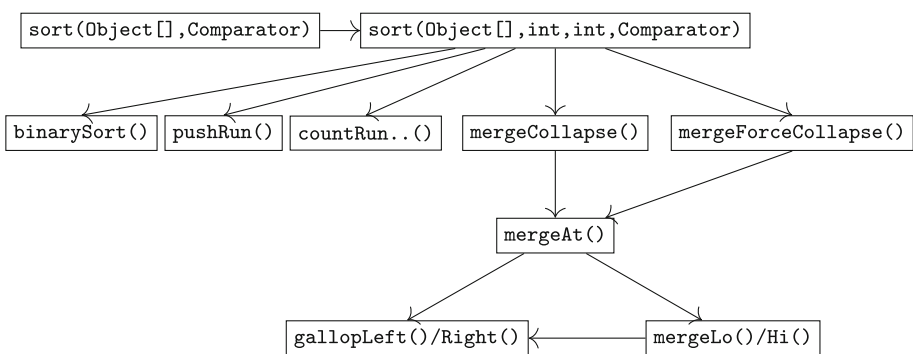 sort(Object[],Comparator)
sort(Object[],int,int,Comparator)
binarySort()
pushRun()
countRun..()
mergeCollapse()
mergeForceCollapse()
mergeAt()
gallopLeft()/Right()
mergeLo()/Hi()